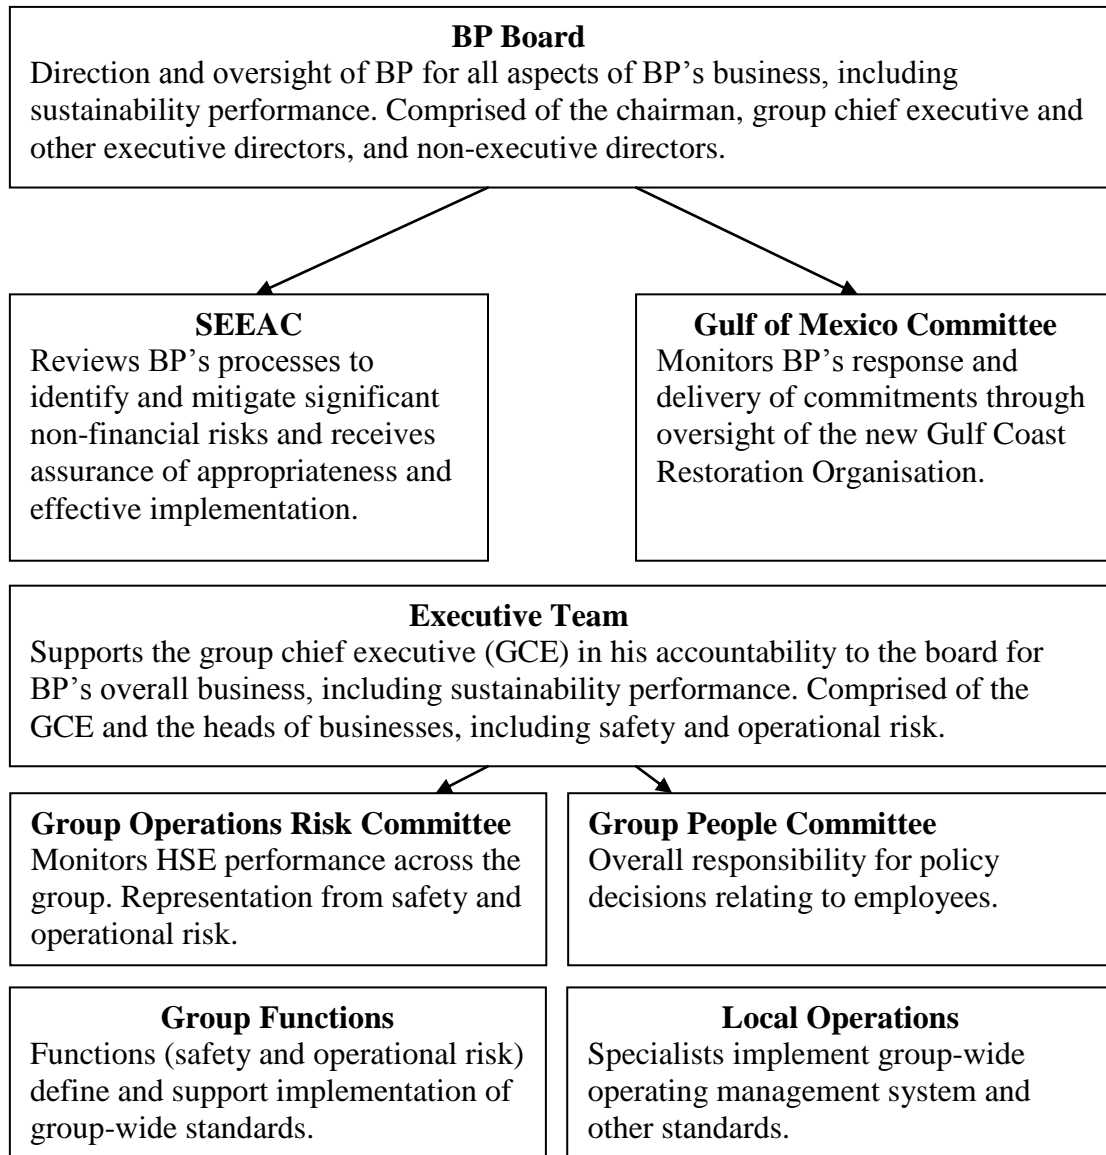 BP Board
Direction and oversight of BP for all aspects of BP’s business, including
sustainability performance. Comprised of the chairman, group chief executive and
other executive directors, and non-executive directors.
SEEAC
Reviews BP’s processes to
identify and mitigate significant
non-financial risks and receives
assurance of appropriateness and
effective implementation.
Gulf of Mexico Committee
Monitors BP’s response and
delivery of commitments through
oversight of the new Gulf Coast
Restoration Organisation.
Executive Team
Supports the group chief executive (GCE) in his accountability to the board for
BP’s overall business, including sustainability performance. Comprised of the
GCE and the heads of businesses, including safety and operational risk.
Group Operations Risk Committee
Monitors HSE performance across the
group. Representation from safety and
operational risk.
Group People Committee
Overall responsibility for policy
decisions relating to employees.
Group Functions
Functions (safety and operational risk)
define and support implementation of
group-wide standards.
Local Operations
Specialists implement group-wide
operating management system and
other standards.